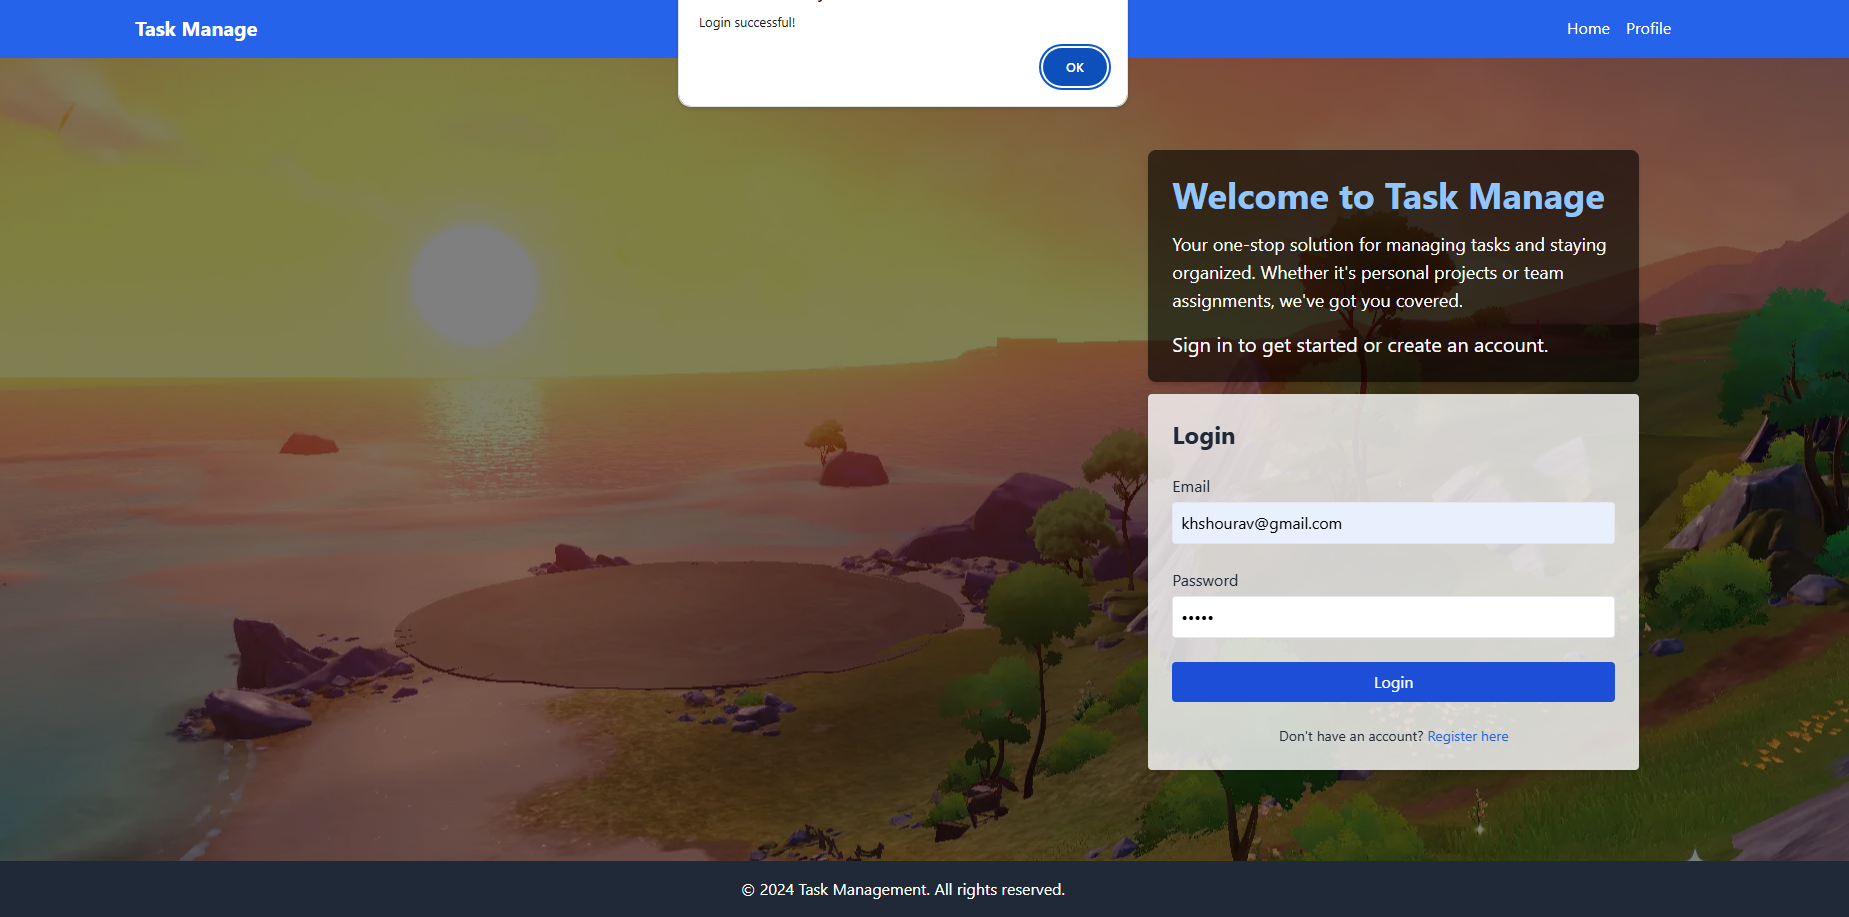 Task Manage
Login successful!
OK
Home Profile
Welcome to Task Manage
Your one-stop solution for managing tasks and staying
organized. Whether it's personal projects or team
assignments, we've got you covered.
Sign in to get started or create an account.
Login
Email
khshourav@gmail.com
Password
•••••
Login
Don't have an account? Register here
© 2024 Task Management. All rights reserved.